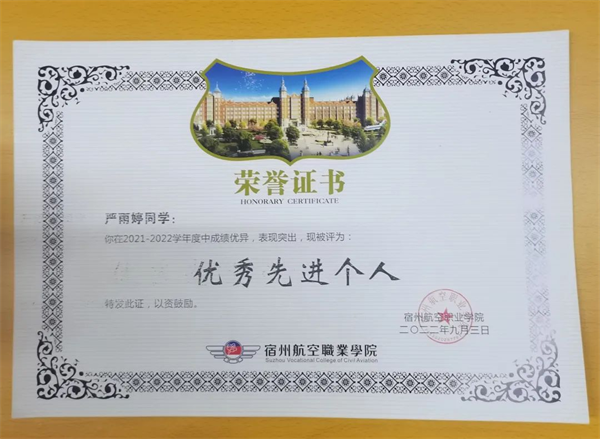 荣誉证书
HONORARY CERTIFICATE
严雨婷同学：
你在2021-2022学年度中成绩优异，表现突出，现被评为：
优秀先进个人
特发此证，以资鼓励。
宿州航空职业学院
二〇二二年九月三日
宿州航空職業學院
Suzhou Vocational College of Civil Aviation